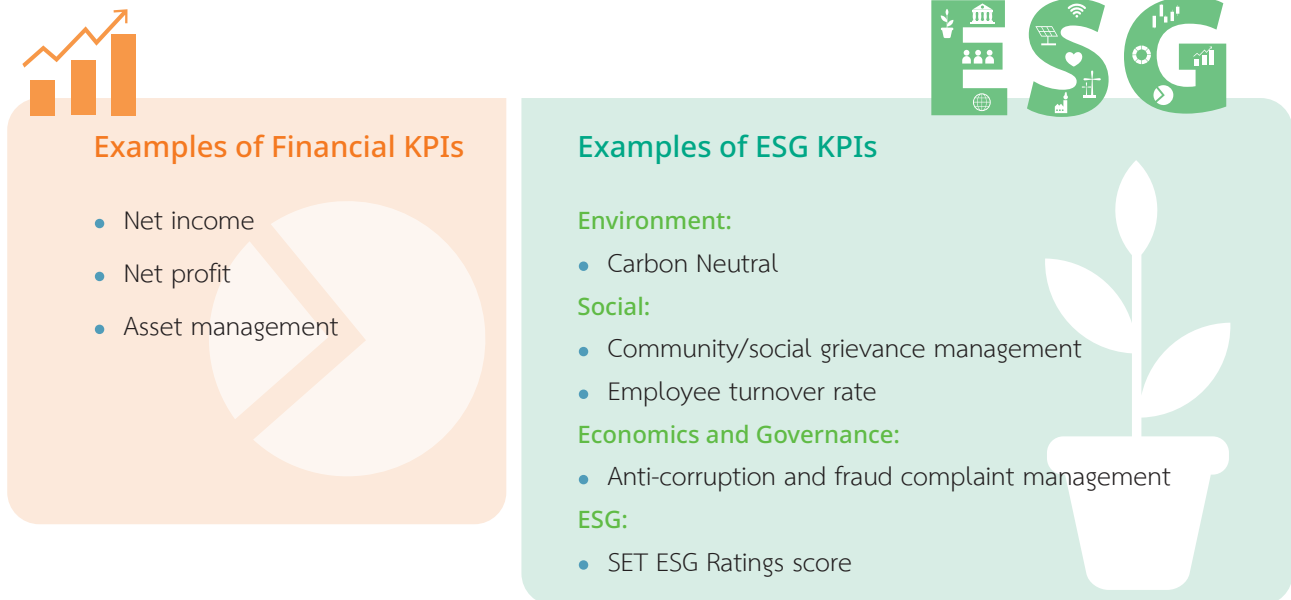 ESG
Examples of Financial KPIs
• Net income
• Net profit
• Asset management
Examples of ESG KPIs
Environment:
• Carbon Neutral
Social:
• Community/social grievance management
• Employee turnover rate
Economics and Governance:
• Anti-corruption and fraud complaint management
ESG:
• SET ESG Ratings score